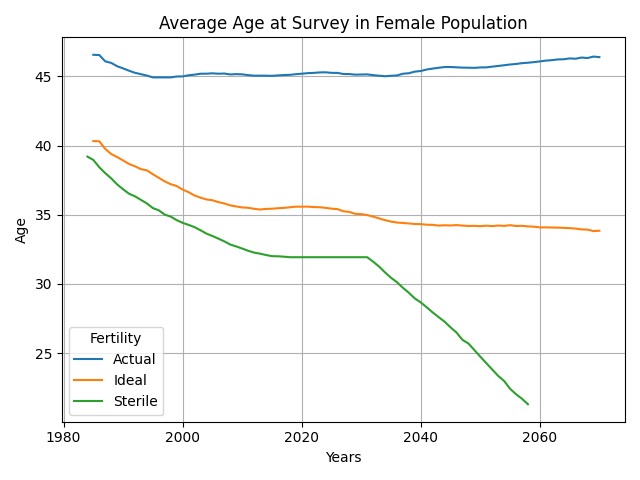 Average Age at Survey in Female Population
Age
45
40
35
30
25
Fertility
Actual
Ideal
Sterile
1980
2000
2020
2040
2060
Years